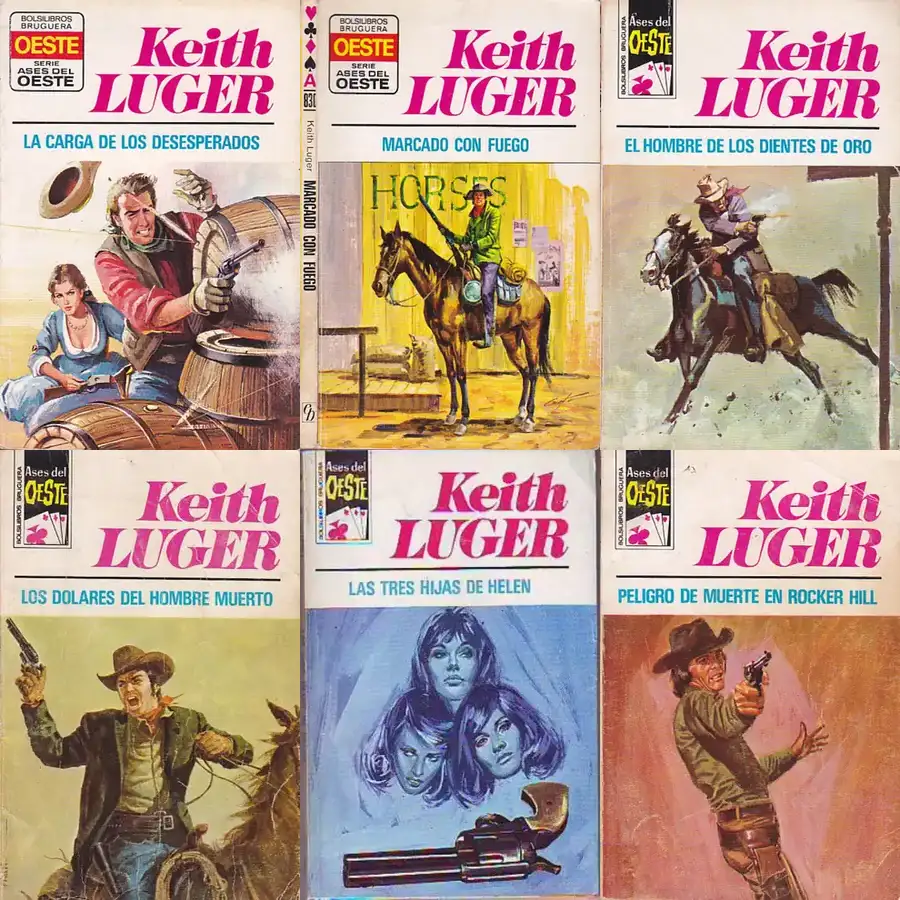 BOLSILIBROS
BRUGUERA
OESTE
SERIE
ASES DEL
OESTE
Keith
LUGER
LA CARGA DE LOS DESESPERADOS
A
830
Keith Luger
MARCADO CON FUEGO
BOLSILIBROS
BRUGUERA
OESTE
SERIE
ASES DEL
OESTE
Keith
LUGER
MARCADO CON FUEGO
HORSES
BOLSILIBROS BRUGUERA
Ases del
OESTE
Keith
LUGER
EL HOMBRE DE LOS DIENTES DE ORO
BOLSILIBROS BRUGUERA
Ases del
OESTE
Keith
LUGER
LOS DOLARES DEL HOMBRE MUERTO
BOLSILIBROS BRUGUERA
Ases del
OESTE
Keith
LUGER
LAS TRES HIJAS DE HELEN
BOLSILIBROS BRUGUERA
Ases del
OESTE
Keith
LUGER
PELIGRO DE MUERTE EN ROCKER HILL